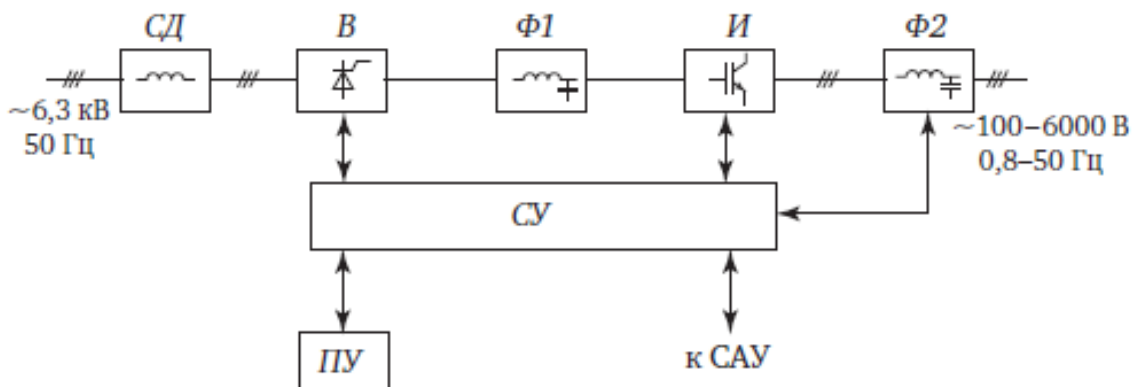 СД
В
Ф1
И
Ф2
~6,3 кВ
50 Гц
~100–6000 В
0,8–50 Гц
СУ
ПУ
к САУ